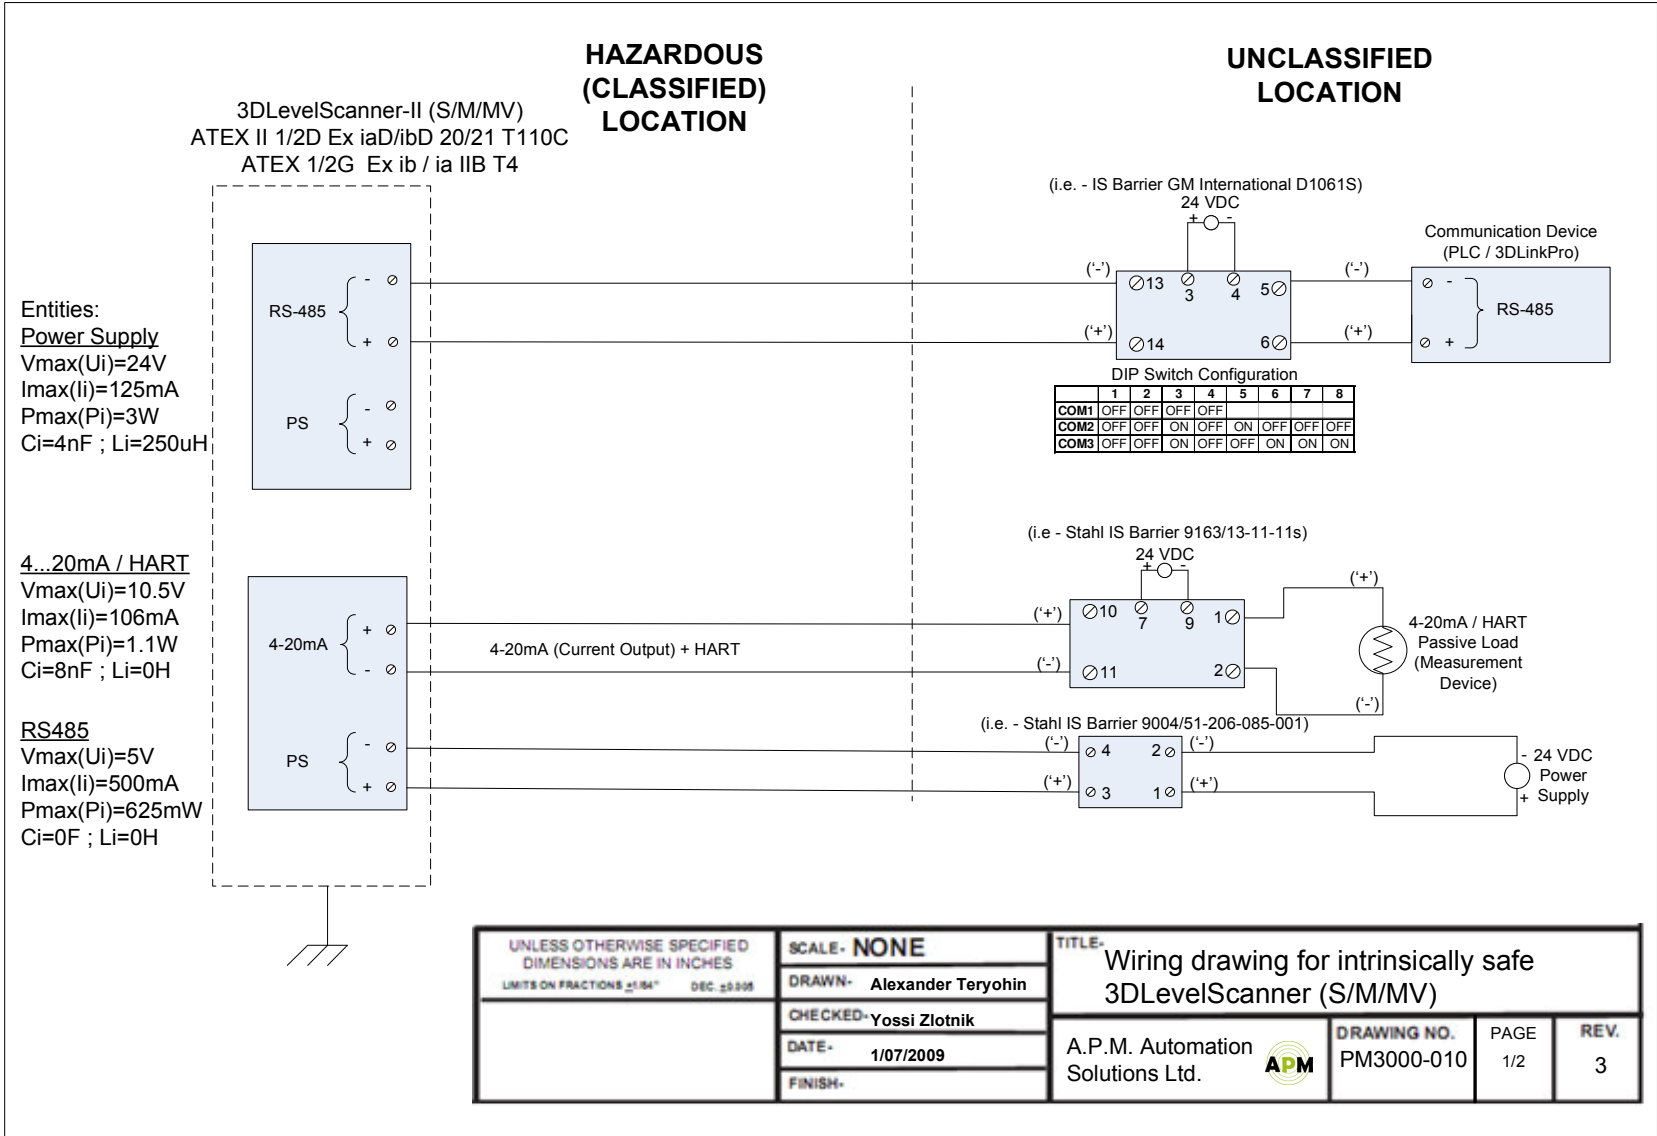 HAZARDOUS
(CLASSIFIED)
LOCATION
UNCLASSIFIED
LOCATION
3DLevelScanner-II (S/M/MV)
ATEX II 1/2D Ex iaD/ibD 20/21 T110C
ATEX 1/2G  Ex ib / ia IIB T4
Entities:
Power Supply
Vmax(Ui)=24V
Imax(Ii)=125mA
Pmax(Pi)=3W
Ci=4nF ; Li=250uH
4...20mA / HART
Vmax(Ui)=10.5V
Imax(Ii)=106mA
Pmax(Pi)=1.1W
Ci=8nF ; Li=0H
RS485
Vmax(Ui)=5V
Imax(Ii)=500mA
Pmax(Pi)=625mW
Ci=0F ; Li=0H
RS-485
-
+
PS
-
+
4-20mA
+
-
PS
-
+
4-20mA (Current Output) + HART
(i.e. - IS Barrier GM International D1061S)
24 VDC
+ -
('-') 13 3 4 5 ('-')
('+') 14 6 ('+')
Communication Device
(PLC / 3DLinkPro)
-
RS-485
+
DIP Switch Configuration
1 2 3 4 5 6 7 8
COM1 OFF OFF OFF OFF
COM2 OFF OFF ON OFF ON OFF OFF OFF
COM3 OFF OFF ON OFF OFF ON ON ON
(i.e - Stahl IS Barrier 9163/13-11-11s)
24 VDC
+ -
('+') 10 7 9 1 ('+')
('-') 11 2 ('-')
4-20mA / HART
Passive Load
(Measurement
Device)
(i.e. - Stahl IS Barrier 9004/51-206-085-001)
('-') 4 2 ('-')
('+') 3 1 ('+')
- 24 VDC
Power
+ Supply
UNLESS OTHERWISE SPECIFIED
DIMENSIONS ARE IN INCHES
LIMITS ON FRACTIONS ±1/64" DEC. ±0.005
SCALE- NONE
DRAWN- Alexander Teryohin
CHECKED- Yossi Zlotnik
DATE- 1/07/2009
FINISH-
TITLE-
Wiring drawing for intrinsically safe
3DLevelScanner (S/M/MV)
A.P.M. Automation
Solutions Ltd.
APM
DRAWING NO.
PM3000-010
PAGE
1/2
REV.
3